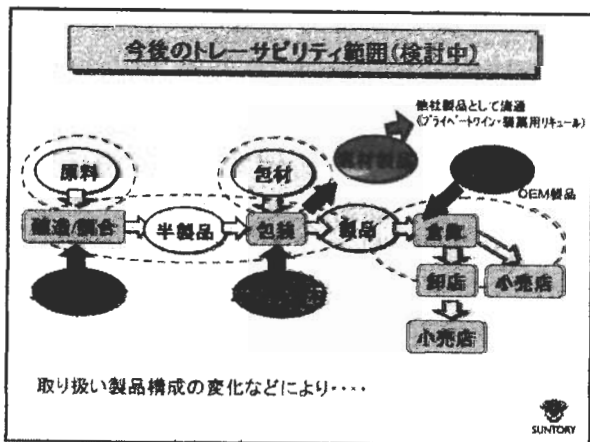 今後のトレーサビリティ範囲(検討中)
他社製品として流通
(プライベートワイン・製菓用リキュール)
原料
包材
OEM製品
醸造/調合
半製品
包装
製品
倉敷
卸店
小売店
小売店
取り扱い製品構成の変化などにより‥‥
SUNTORY